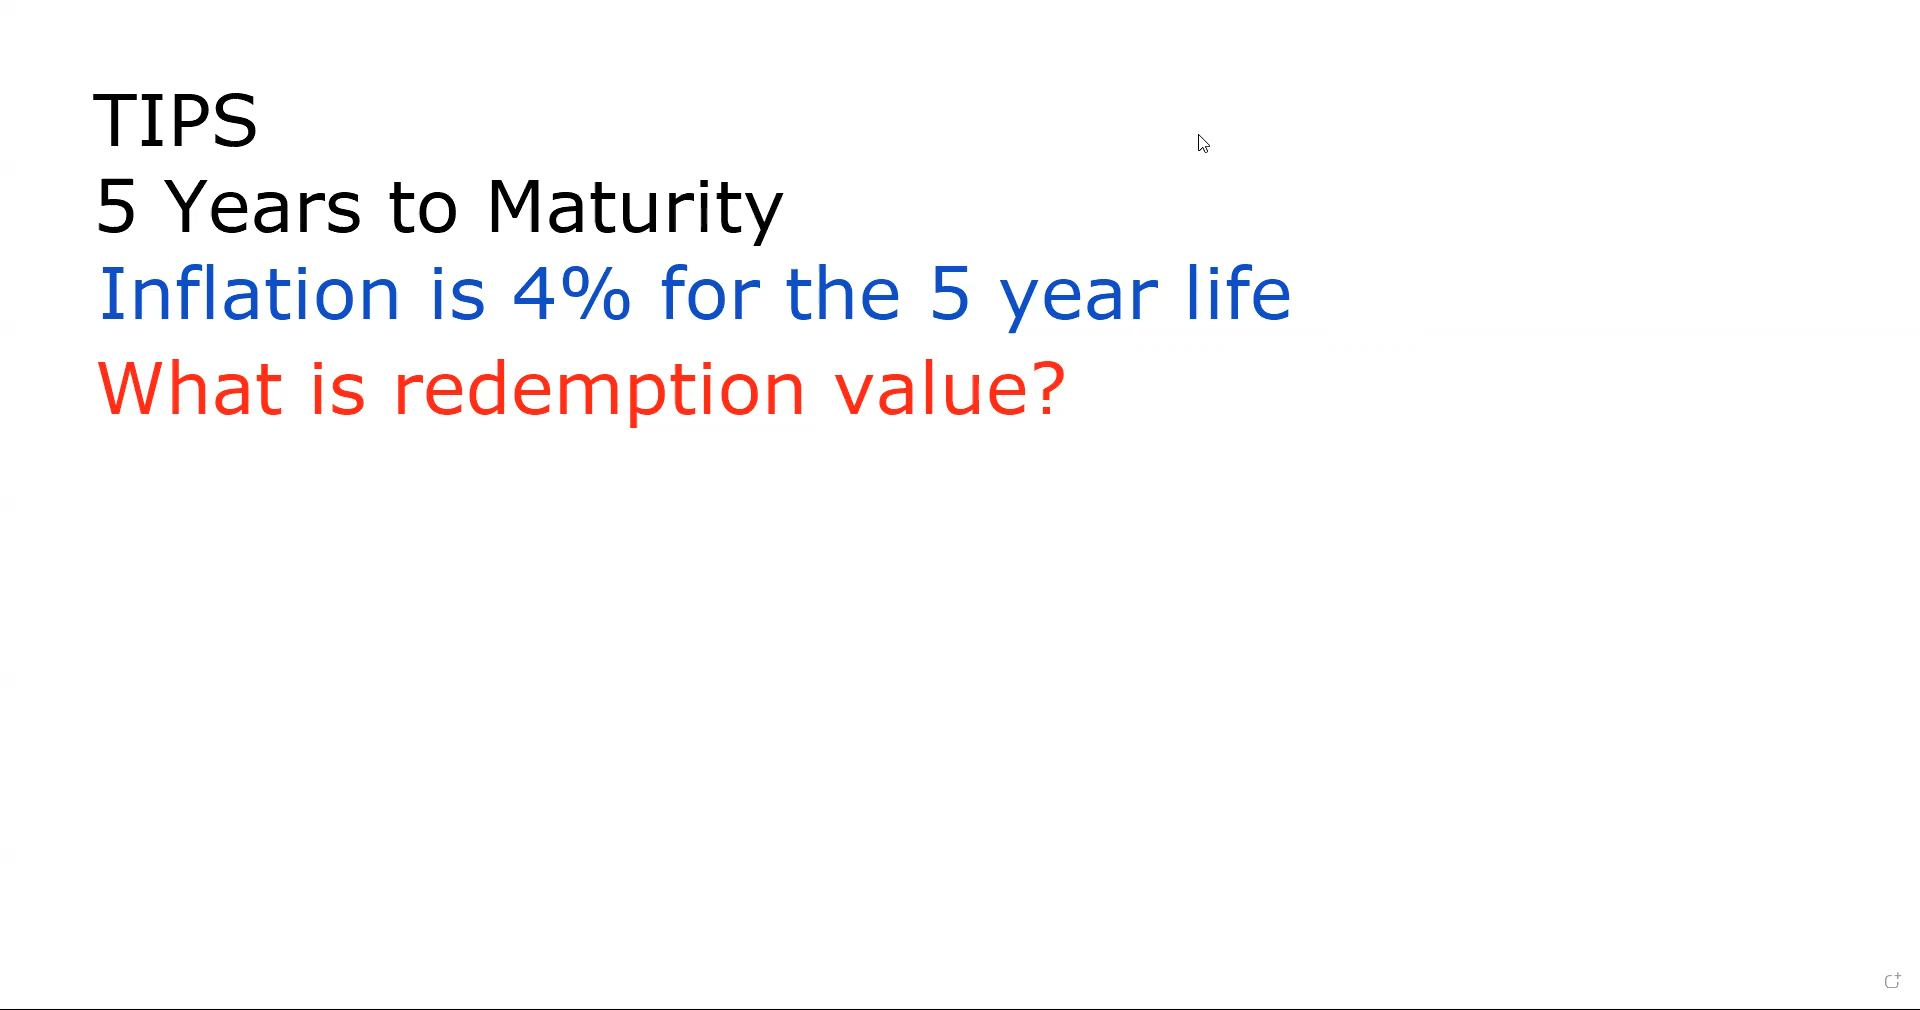 TIPS
5 Years to Maturity
Inflation is 4% for the 5 year life
What is redemption value?